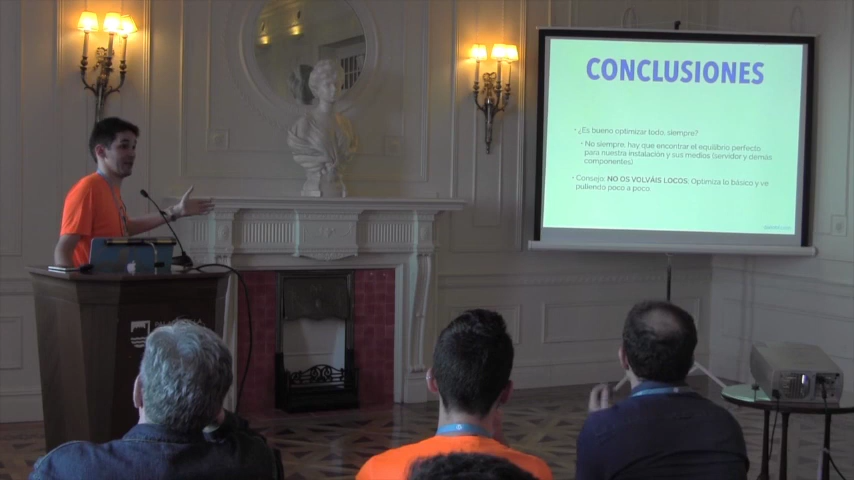 CONCLUSIONES
• ¿Es bueno optimizar todo, siempre?
• No siempre, hay que encontrar el equilibrio perfecto
para nuestra instalación y sus medios (servidor y demás
componentes)
• Consejo: NO OS VOLVÁIS LOCOS: Optimiza lo básico y ve
puliendo poco a poco